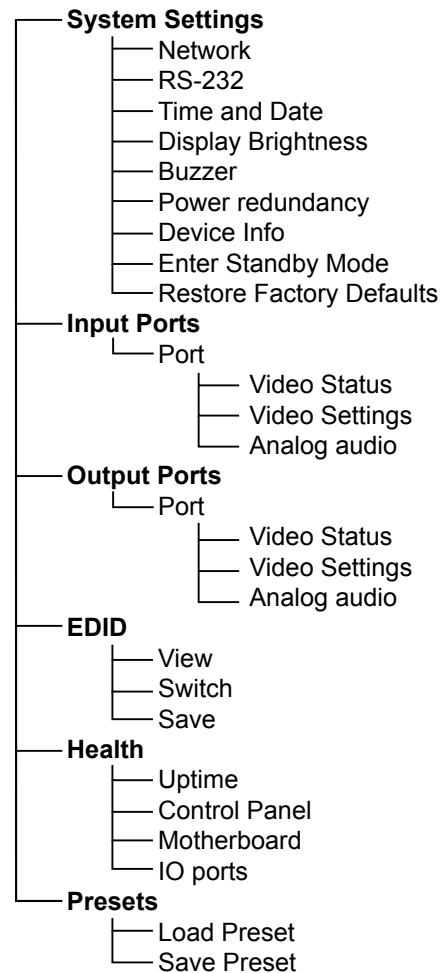 System Settings
Network
RS-232
Time and Date
Display Brightness
Buzzer
Power redundancy
Device Info
Enter Standby Mode
Restore Factory Defaults
Input Ports
Port
Video Status
Video Settings
Analog audio
Output Ports
Port
Video Status
Video Settings
Analog audio
EDID
View
Switch
Save
Health
Uptime
Control Panel
Motherboard
IO ports
Presets
Load Preset
Save Preset